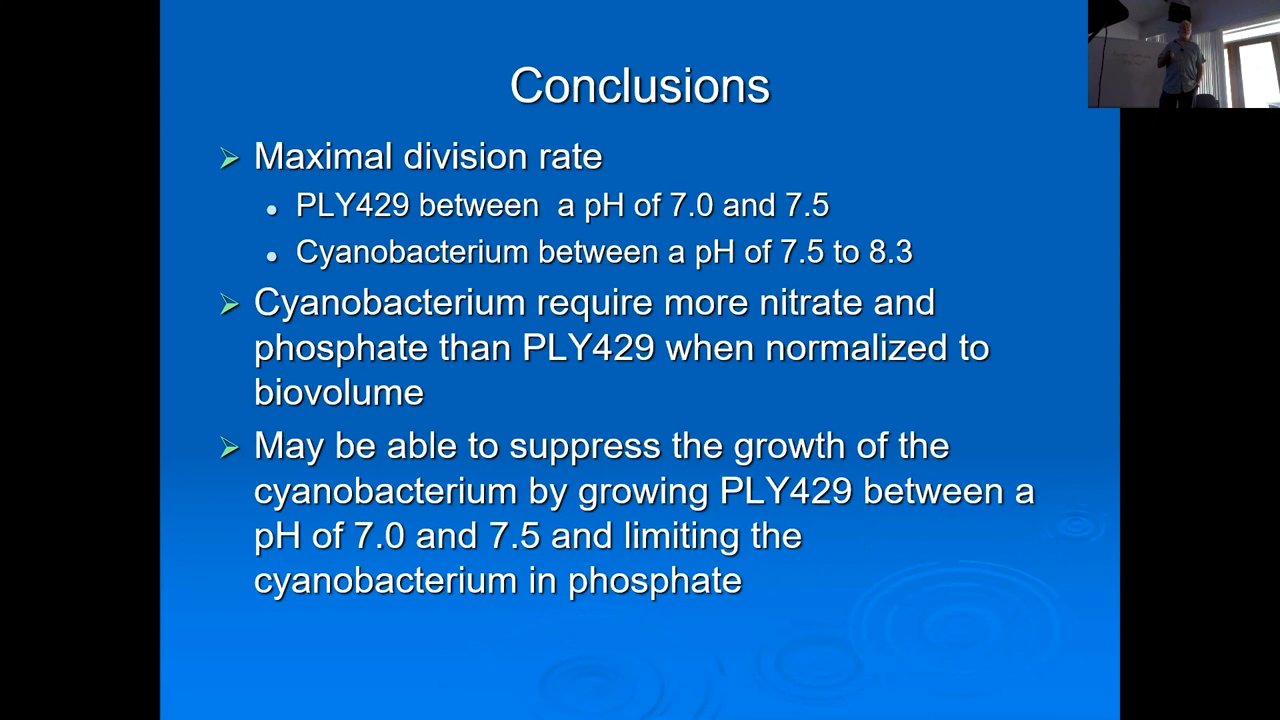 Conclusions
Maximal division rate
PLY429 between a pH of 7.0 and 7.5
Cyanobacterium between a pH of 7.5 to 8.3
Cyanobacterium require more nitrate and
phosphate than PLY429 when normalized to
biovolume
May be able to suppress the growth of the
cyanobacterium by growing PLY429 between a
pH of 7.0 and 7.5 and limiting the
cyanobacterium in phosphate